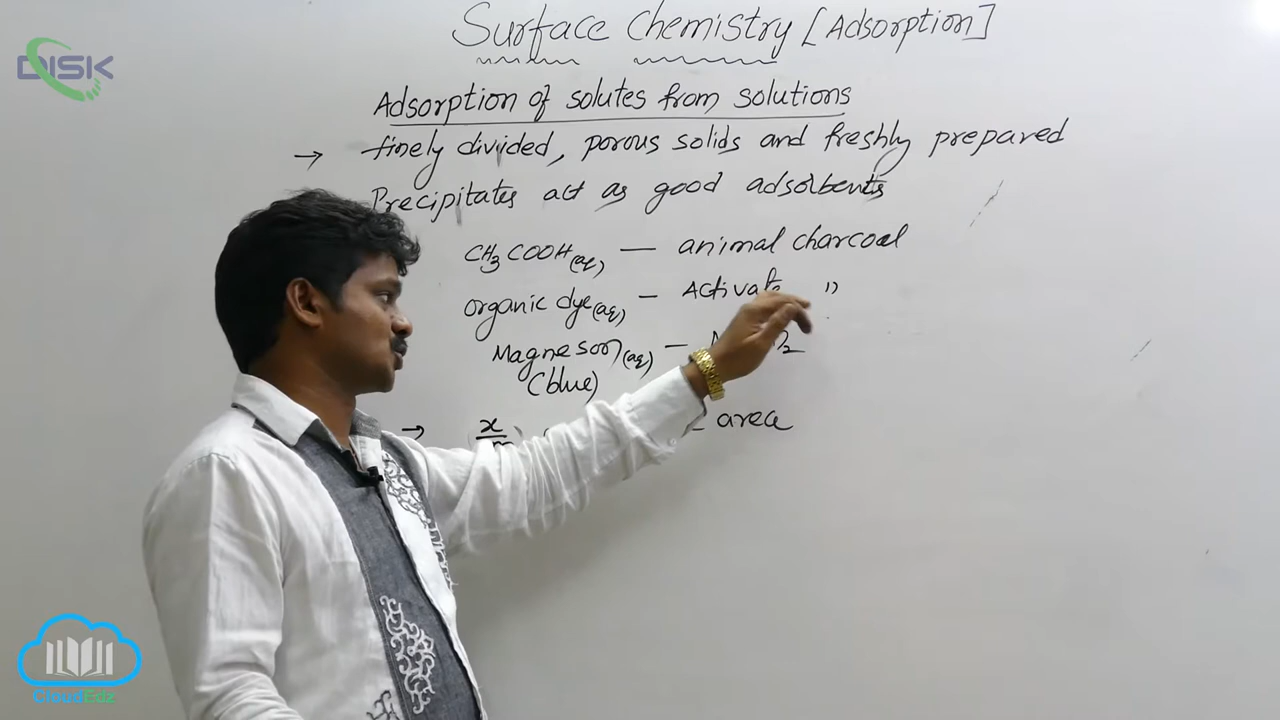 Surface Chemistry [Adsorption]
DISK
Adsorption of solutes from solutions
→ finely divided, porous solids and freshly prepared
Precipitates act as good adsorbents
CH3COOH(aq) — animal charcoal
organic dye(aq) — Activate "
Magneson(aq) —
(blue)
→ x/m area
CloudEdz